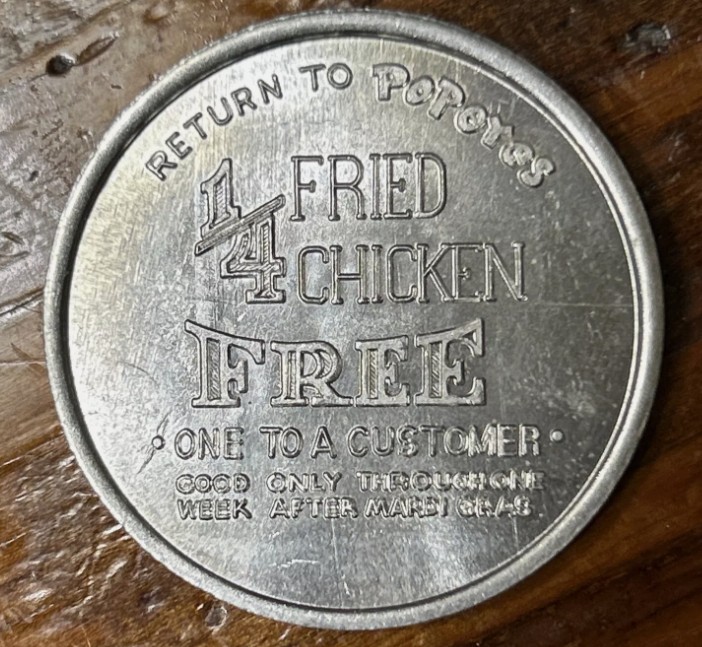 RETURN TO POPEYES
1/4 FRIED
CHICKEN
FREE
• ONE TO A CUSTOMER •
GOOD ONLY THROUGH ONE
WEEK AFTER MARDI GRAS